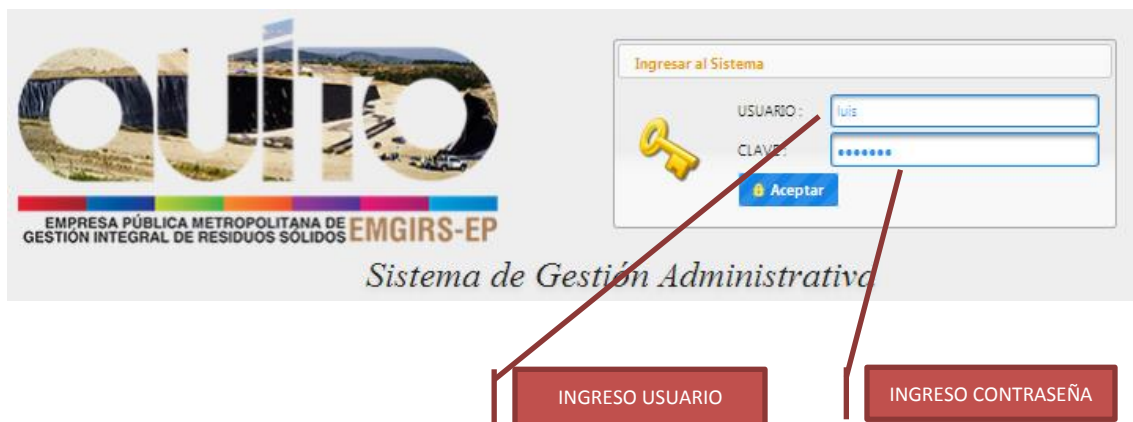 QUITO
EMPRESA PÚBLICA METROPOLITANA DE
GESTIÓN INTEGRAL DE RESIDUOS SÓLIDOS
EMGIRS-EP
Ingresar al Sistema
USUARIO :
luis
CLAVE :
•••••••
Aceptar
Sistema de Gestión Administrativa
INGRESO USUARIO
INGRESO CONTRASEÑA